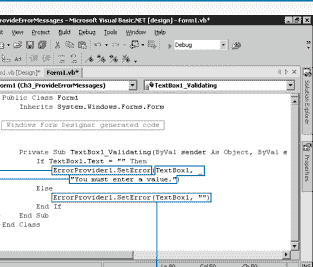 ProvideErrorMessages - Microsoft Visual Basic.NET [design] - Form1.vb*
View Project Build Debug Tools Window Help
Debug
Form1.vb*
Form1 (Ch3_ProvideErrorMessages)
TextBox1_Validating
Public Class Form1
Inherits System.Windows.Forms.Form
Windows Form Designer generated code
Private Sub TextBox1_Validating(ByVal sender As Object, ByVal e
If TextBox1.Text = "" Then
ErrorProvider1.SetError(TextBox1, _
"You must enter a value.")
Else
ErrorProvider1.SetError(TextBox1, "")
End If
End Sub
End Class
Solution Explorer
Properties